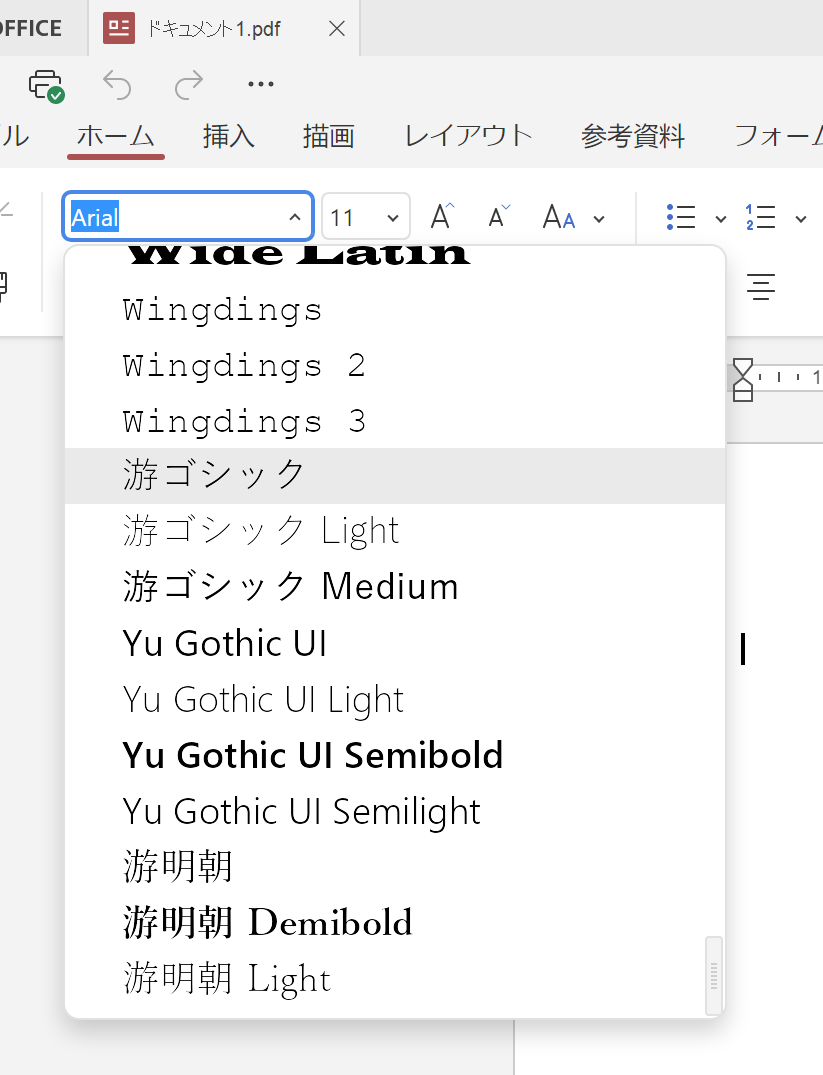 OFFICE ドキュメント1.pdf
ル ホーム 挿入 描画 レイアウト 参考資料 フォーム
Arial 11
Wide Latin
Wingdings
Wingdings 2
Wingdings 3
1
游ゴシック
游ゴシック Light
游ゴシック Medium
Yu Gothic UI
Yu Gothic UI Light
Yu Gothic UI Semibold
Yu Gothic UI Semilight
游明朝
游明朝 Demibold
游明朝 Light